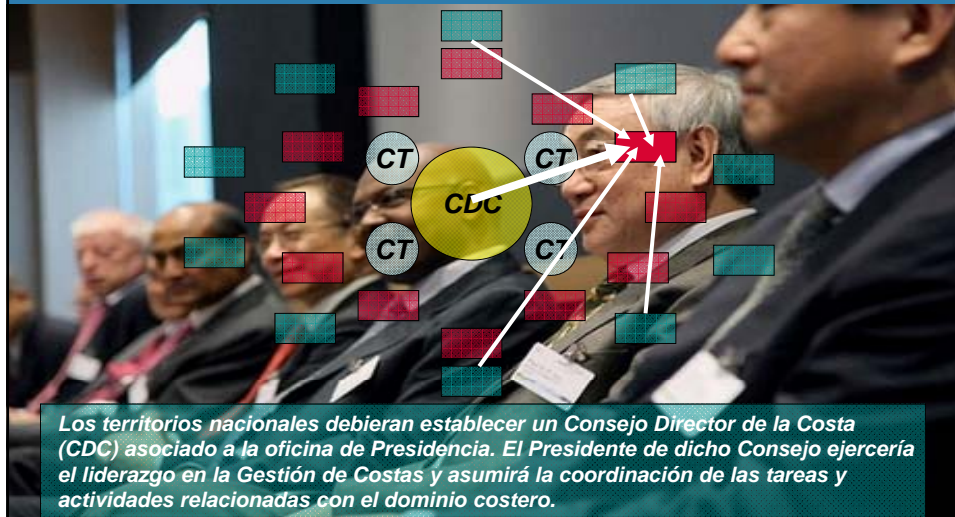 CT
CT
CDC
CT
CT
Los territorios nacionales debieran establecer un Consejo Director de la Costa
(CDC) asociado a la oficina de Presidencia. El Presidente de dicho Consejo ejercería
el liderazgo en la Gestión de Costas y asumirá la coordinación de las tareas y
actividades relacionadas con el dominio costero.